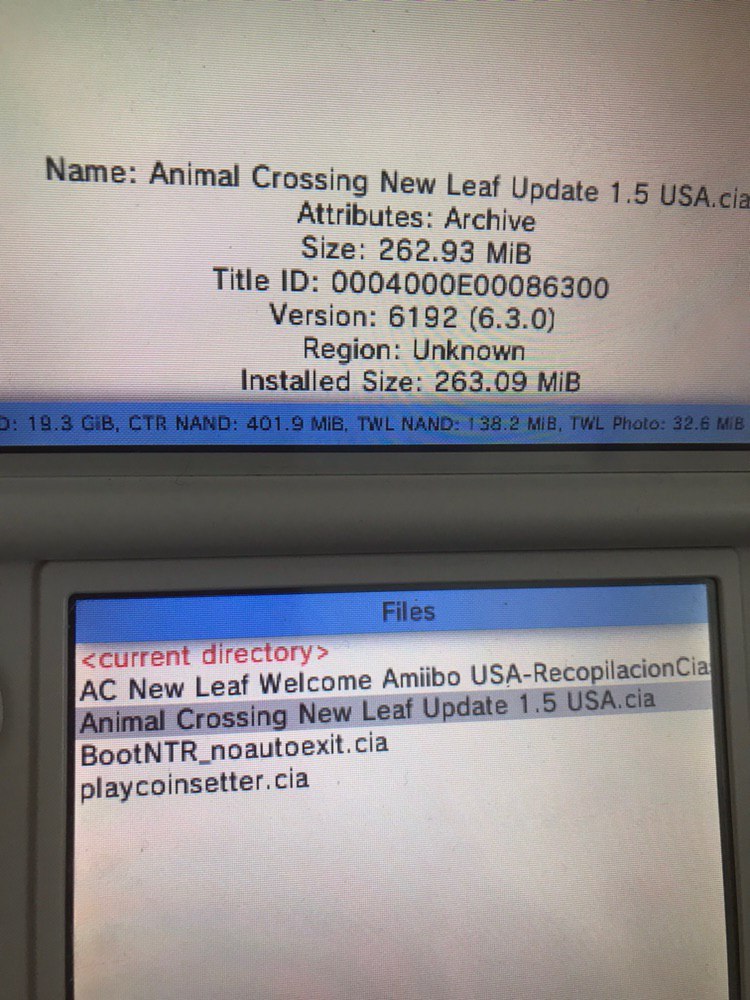 Name: Animal Crossing New Leaf Update 1.5 USA.cia
Attributes: Archive
Size: 262.93 MiB
Title ID: 0004000E00086300
Version: 6192 (6.3.0)
Region: Unknown
Installed Size: 263.09 MiB
D: 19.3 GiB, CTR NAND: 401.9 MiB, TWL NAND: 138.2 MiB, TWL Photo: 32.6 MiB
Files
<current directory>
AC New Leaf Welcome Amiibo USA-RecopilacionCia
Animal Crossing New Leaf Update 1.5 USA.cia
BootNTR_noautoexit.cia
playcoinsetter.cia